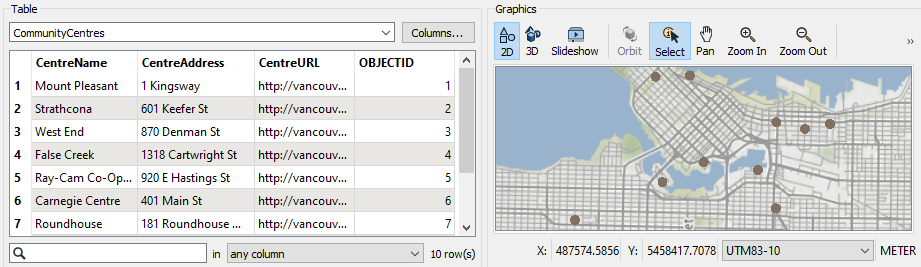 Table
CommunityCentres
Columns...
CentreName CentreAddress CentreURL OBJECTID
1 Mount Pleasant 1 Kingsway http://vancouv... 1
2 Strathcona 601 Keefer St http://vancouv... 2
3 West End 870 Denman St http://vancouv... 3
4 False Creek 1318 Cartwright St http://vancouv... 4
5 Ray-Cam Co-Op... 920 E Hastings St http://vancouv... 5
6 Carnegie Centre 401 Main St http://vancouv... 6
7 Roundhouse 181 Roundhouse ... http://vancouv... 7
in any column 10 row(s)
Graphics
2D 3D Slideshow Orbit Select Pan Zoom In Zoom Out »
et
X: 487574.5856 Y: 5458417.7078 UTM83-10 METER